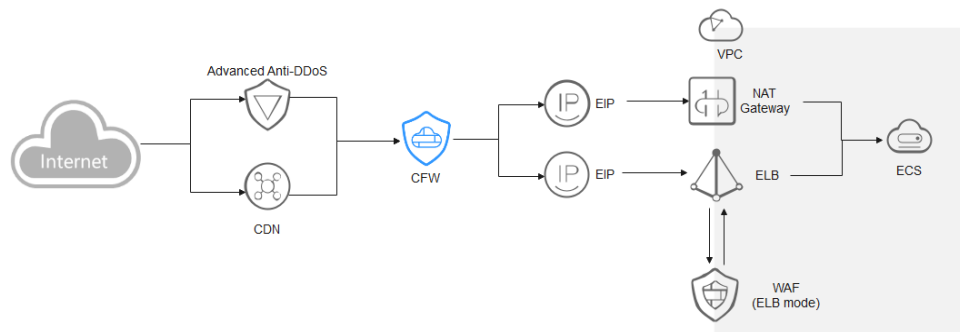 VPC
Advanced Anti-DDoS
IP
EIP
NAT
Gateway
Internet
CFW
ECS
IP
EIP
ELB
CDN
WAF
(ELB mode)